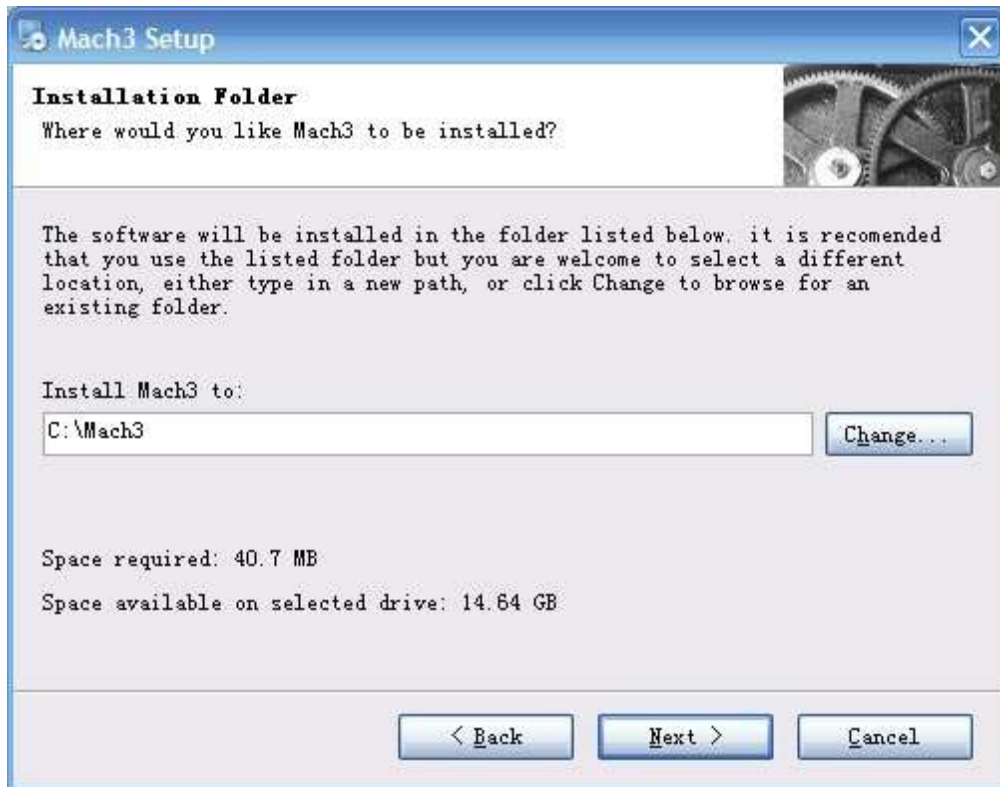 Mach3 Setup
Installation Folder
Where would you like Mach3 to be installed?
The software will be installed in the folder listed below. it is recomended
that you use the listed folder but you are welcome to select a different
location, either type in a new path, or click Change to browse for an
existing folder.
Install Mach3 to:
C:\Mach3
Change...
Space required: 40.7 MB
Space available on selected drive: 14.64 GB
< Back Next > Cancel